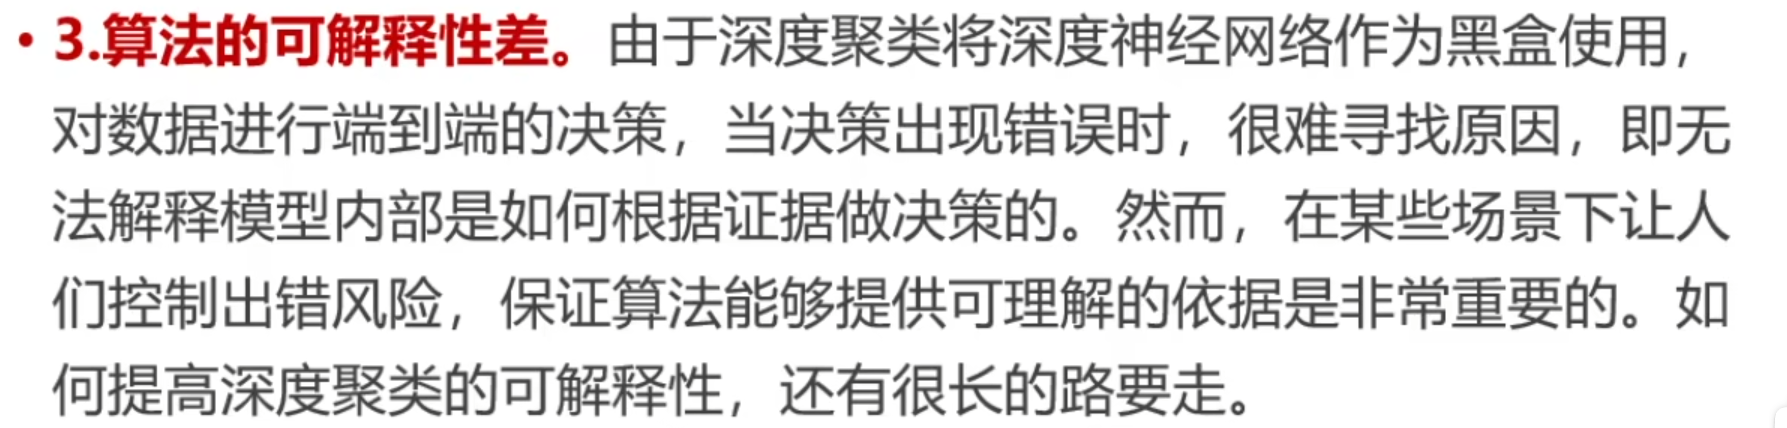 • 3.算法的可解释性差。由于深度聚类将深度神经网络作为黑盒使用，
对数据进行端到端的决策，当决策出现错误时，很难寻找原因，即无
法解释模型内部是如何根据证据做决策的。然而，在某些场景下让人
们控制出错风险，保证算法能够提供可理解的依据是非常重要的。如
何提高深度聚类的可解释性，还有很长的路要走。